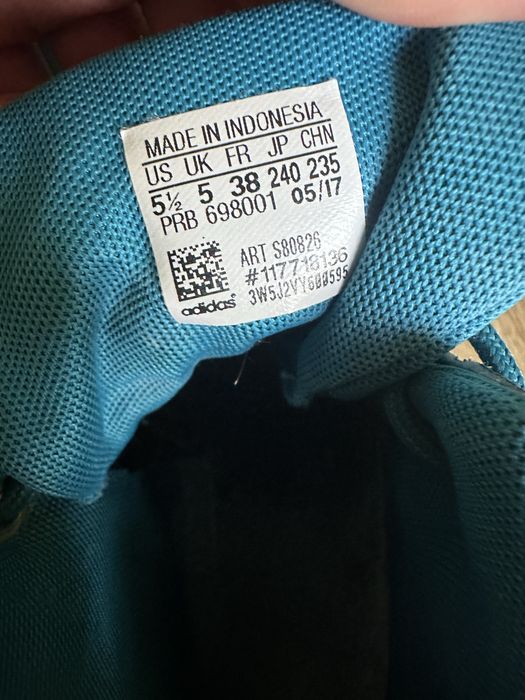 MADE IN INDONESIA
US UK FR JP CHN
5½ 5 38 240 235
PRB 698001 05/17
ART S80826
#117718136
3W5J2VY600595
adidas